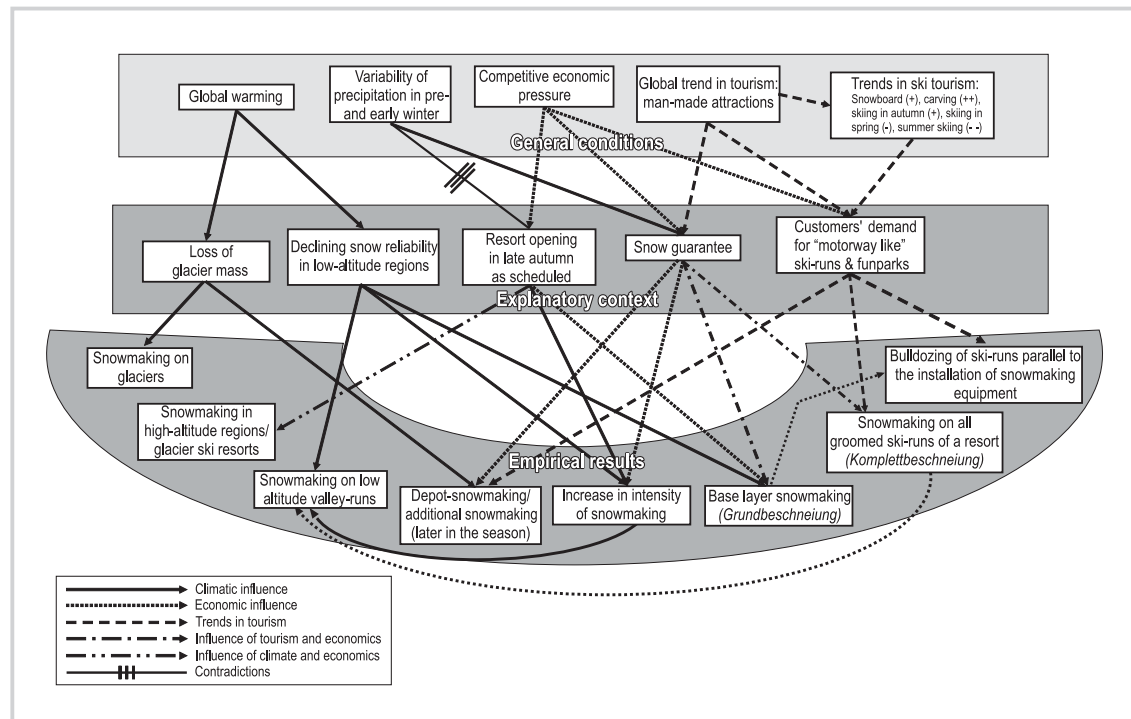 Global warming
Variability of
precipitation in pre-
and early winter
Competitive economic
pressure
Global trend in tourism:
man-made attractions
Trends in ski tourism:
Snowboard (+), carving (++),
skiing in autumn (+), skiing in
spring (-), summer skiing (- -)
General conditions
Loss of
glacier mass
Declining snow reliability
in low-altitude regions
Resort opening
in late autumn
as scheduled
Snow guarantee
Customers' demand
for "motorway like"
ski-runs & funparks
Explanatory context
Snowmaking on
glaciers
Bulldozing of ski-runs parallel to
the installation of snowmaking
equipment
Snowmaking in
high-altitude regions/
glacier ski resorts
Snowmaking on all
groomed ski-runs of a resort
(Komplettbeschneiung)
Empirical results
Snowmaking on low
altitude valley-runs
Depot-snowmaking/
additional snowmaking
(later in the season)
Increase in intensity
of snowmaking
Base layer snowmaking
(Grundbeschneiung)
Climatic influence
Economic influence
Trends in tourism
Influence of tourism and economics
Influence of climate and economics
Contradictions